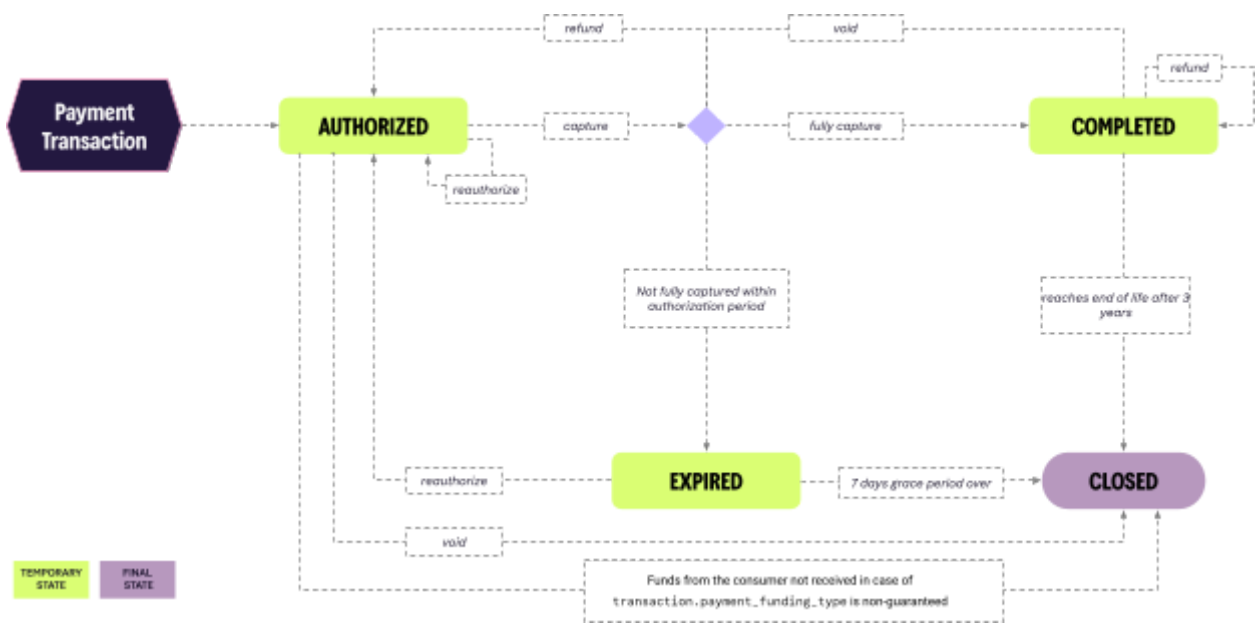 refund
void
Payment
Transaction
AUTHORIZED
capture
fully capture
COMPLETED
refund
reauthorize
Not fully captured within
authorization period
reaches end of life after 3
years
reauthorize
EXPIRED
7 days grace period over
CLOSED
void
TEMPORARY
STATE
FINAL
STATE
Funds from the consumer not received in case of
transaction.payment_funding_type is non-guaranteed